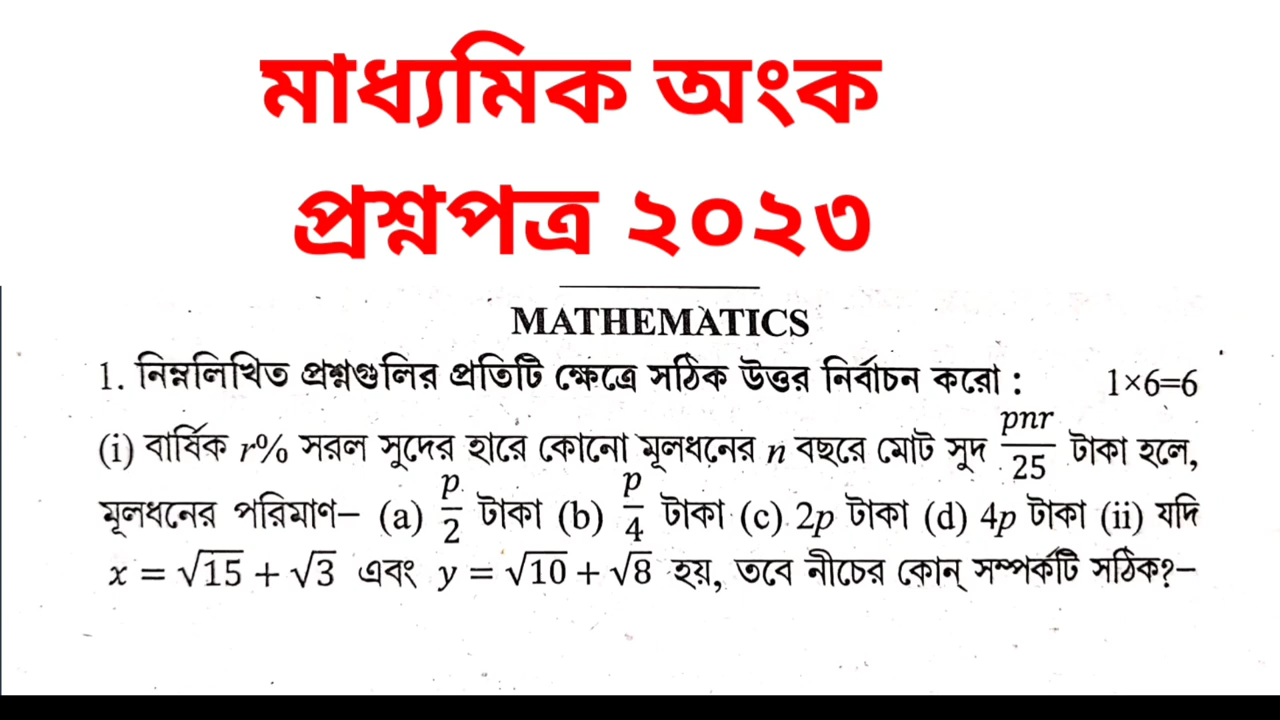 মাধ্যমিক অংক
প্রশ্নপত্র ২০২৩
MATHEMATICS
1. নিম্নলিখিত প্রশ্নগুলির প্রতিটি ক্ষেত্রে সঠিক উত্তর নির্বাচন করো : 1×6=6
(i) বার্ষিক r% সরল সুদের হারে কোনো মূলধনের n বছরে মোট সুদ pnr/25 টাকা হলে,
মূলধনের পরিমাণ– (a) p/2 টাকা (b) p/4 টাকা (c) 2p টাকা (d) 4p টাকা (ii) যদি
x = √15 + √3 এবং y = √10 + √8 হয়, তবে নীচের কোন্ সম্পর্কটি সঠিক?–